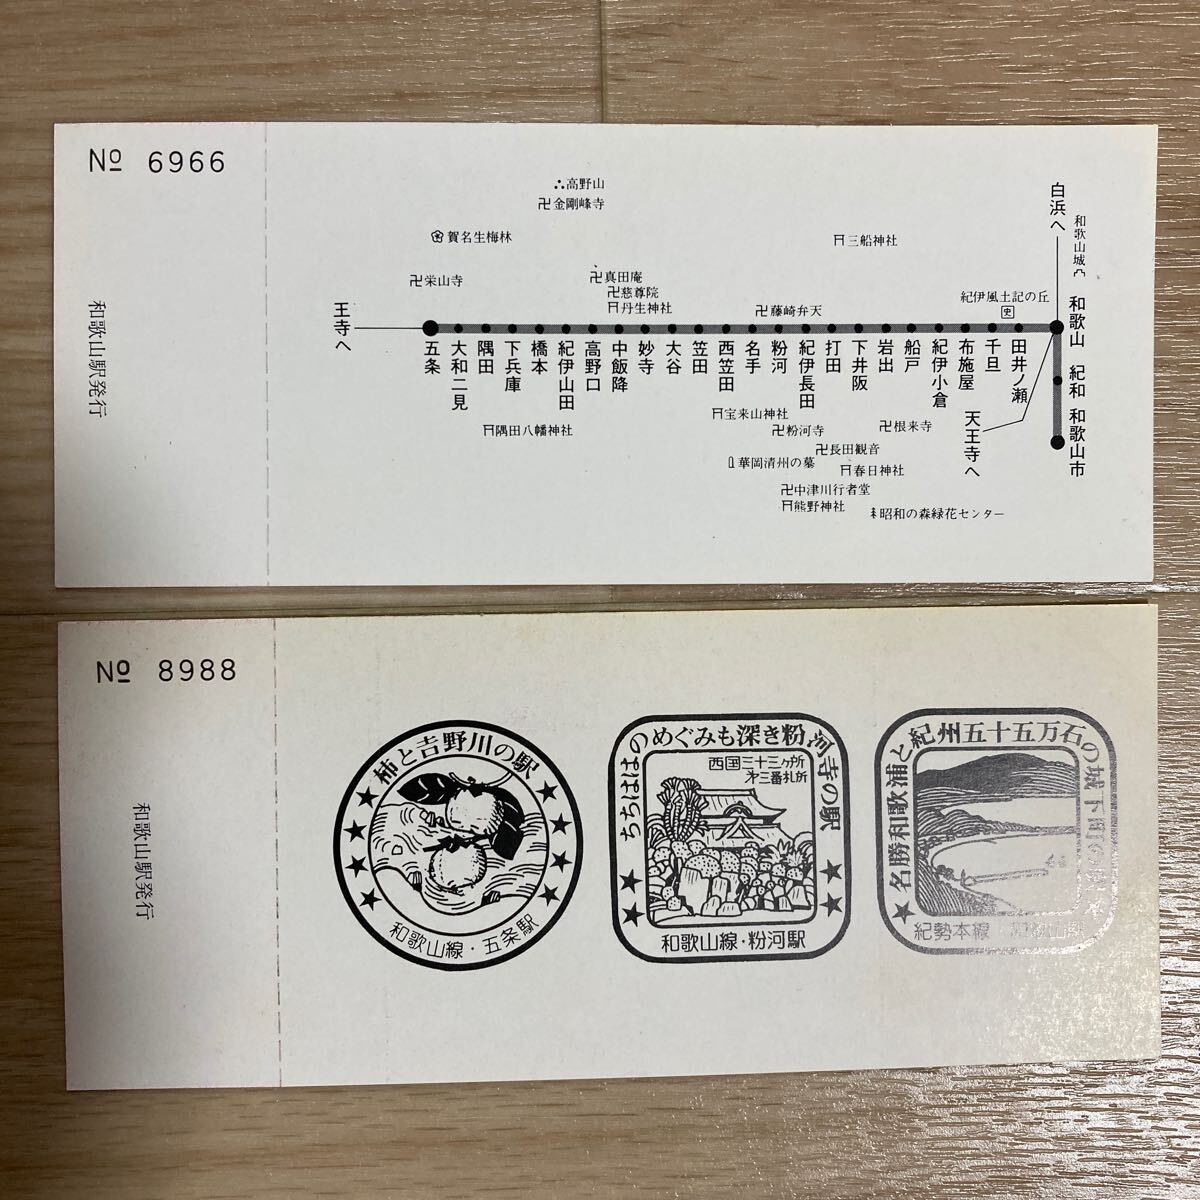 No 6966
和歌山駅発行
∴高野山
卍金剛峰寺
賀名生梅林
卍栄山寺
卍真田庵
卍慈尊院
丹生神社
三船神社
卍藤崎弁天
紀伊風土記の丘
史
白浜へ
和歌山城
王寺へ
五条
大和二見
隅田
下兵庫
橋本
紀伊山田
高野口
中飯降
妙寺
大谷
笠田
西笠田
名手
粉河
紀伊長田
打田
下井阪
岩出
船戸
紀伊小倉
布施屋
千旦
田井ノ瀬
和歌山
紀和
和歌山市
天王寺へ
隅田八幡神社
宝来山神社
卍粉河寺
卍根来寺
卍長田観音
華岡清州の墓
春日神社
卍中津川行者堂
熊野神社
昭和の森緑花センター
No 8988
和歌山駅発行
柿と吉野川の駅
和歌山線・五条駅
ちちははのめぐみも深き粉河寺の駅
西国三十三ヶ所
第三番札所
和歌山線・粉河駅
名勝和歌浦と紀州五十五万石の城下町の駅
紀勢本線・和歌山駅